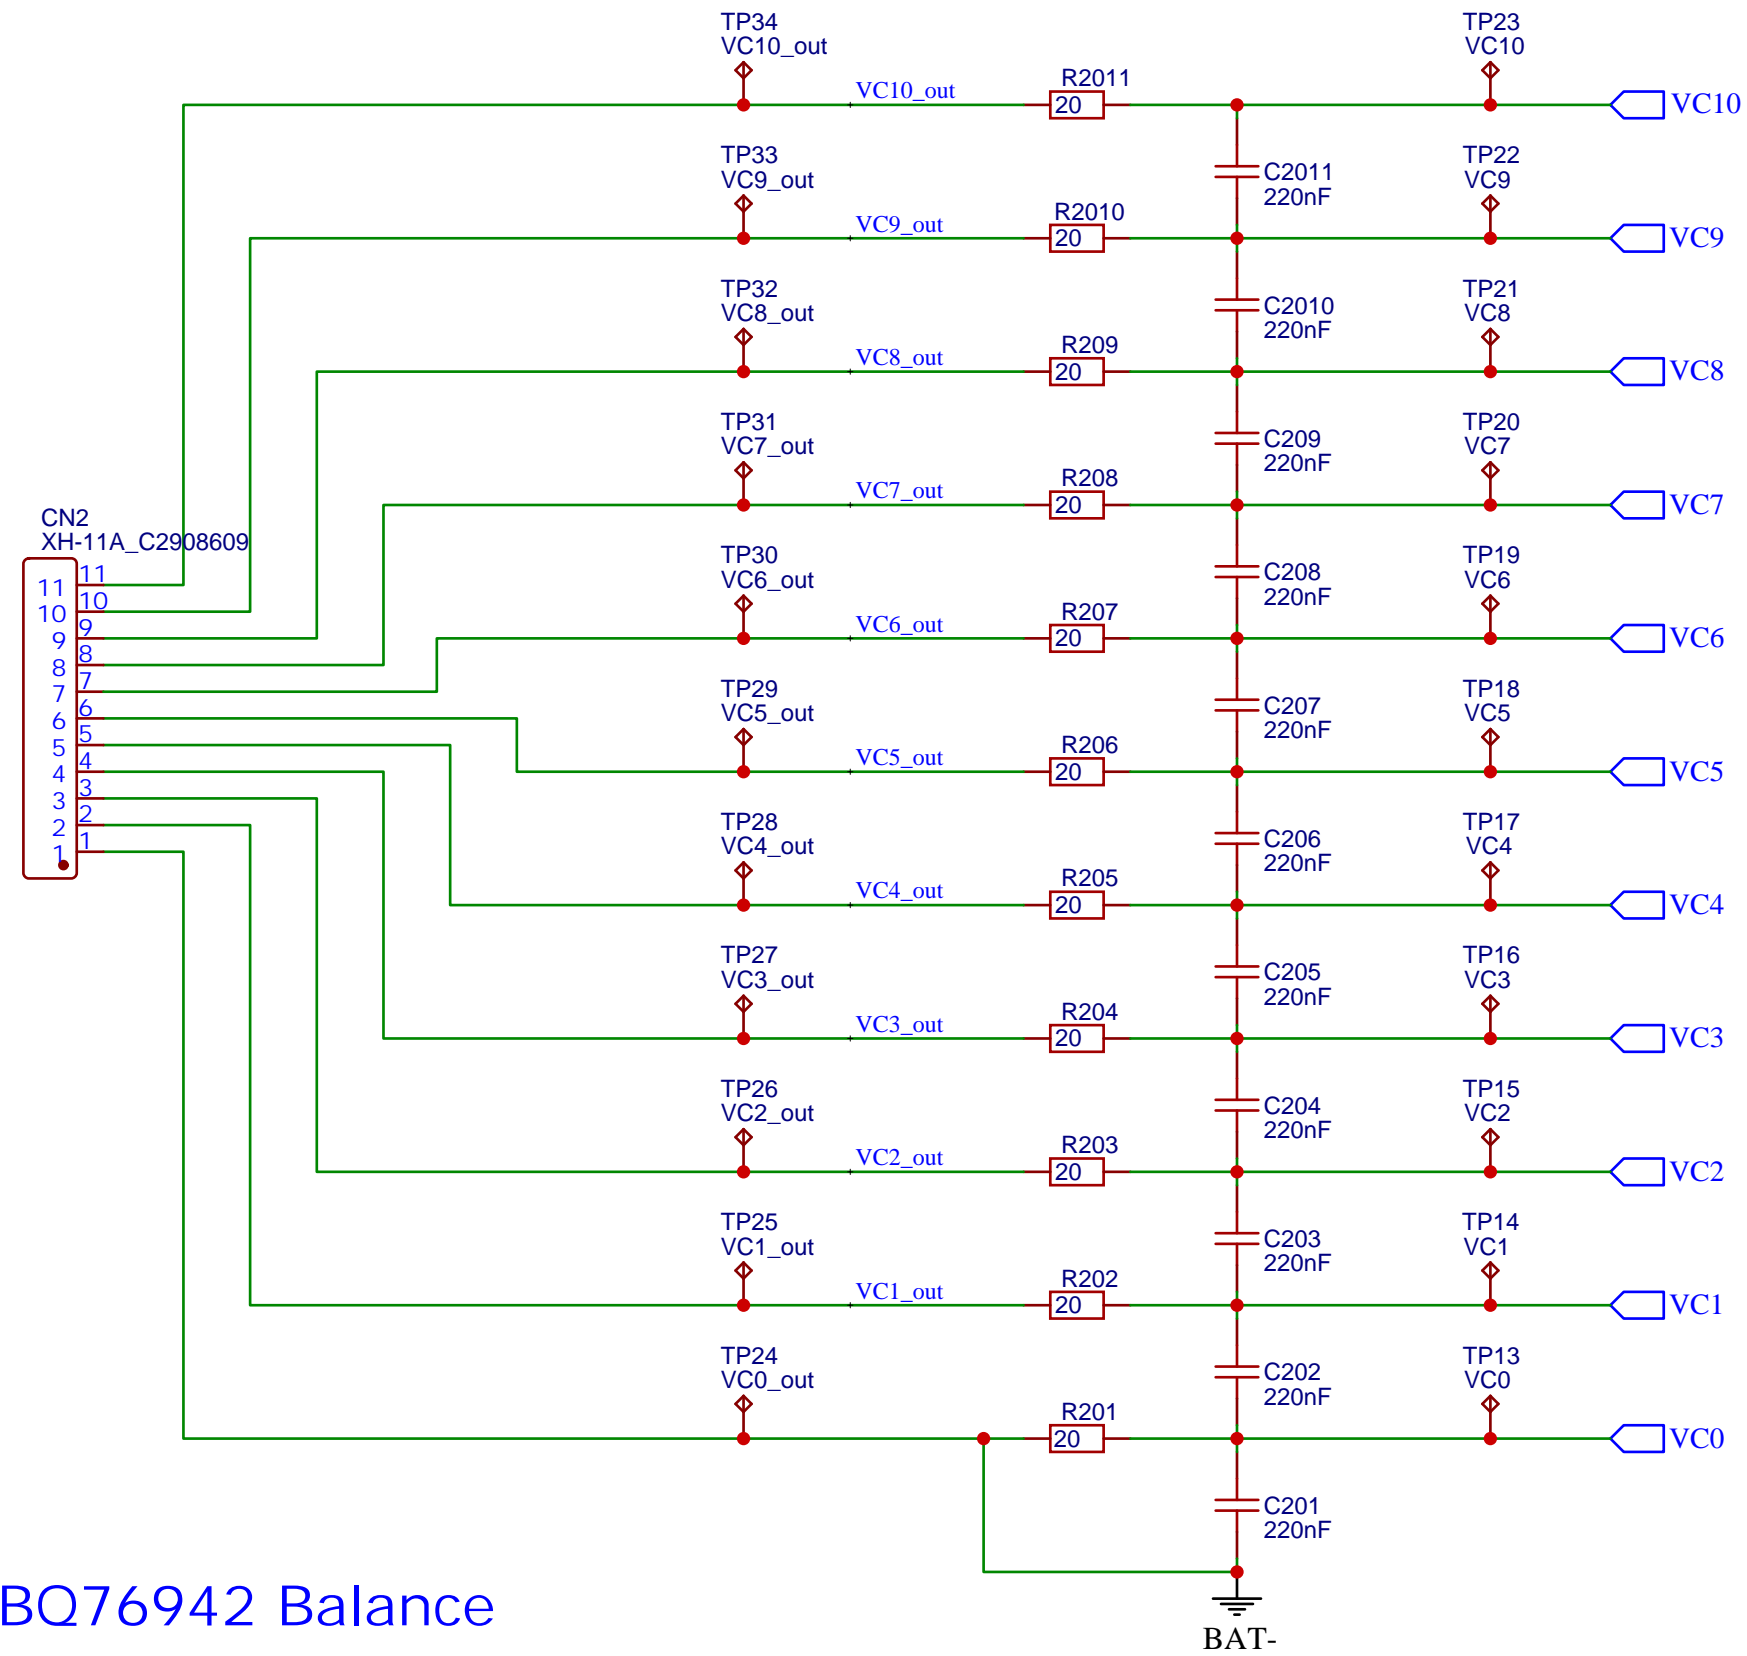 TP34
VC10_out
TP23
VC10
VC10_out
R2011
20
VC10
TP33
VC9_out
C2011
220nF
TP22
VC9
VC9_out
R2010
20
VC9
TP32
VC8_out
C2010
220nF
TP21
VC8
VC8_out
R209
20
VC8
TP31
VC7_out
C209
220nF
TP20
VC7
VC7_out
R208
20
VC7
CN2
XH-11A_C2908609
TP30
VC6_out
C208
220nF
TP19
VC6
11 11
10 10
9 9
8 8
7 7
6 6
5 5
4 4
3 3
2 2
1 1
VC6_out
R207
20
VC6
TP29
VC5_out
C207
220nF
TP18
VC5
VC5_out
R206
20
VC5
TP28
VC4_out
C206
220nF
TP17
VC4
VC4_out
R205
20
VC4
TP27
VC3_out
C205
220nF
TP16
VC3
VC3_out
R204
20
VC3
TP26
VC2_out
C204
220nF
TP15
VC2
VC2_out
R203
20
VC2
TP25
VC1_out
C203
220nF
TP14
VC1
VC1_out
R202
20
VC1
TP24
VC0_out
C202
220nF
TP13
VC0
R201
20
VC0
C201
220nF
BQ76942 Balance
BAT-